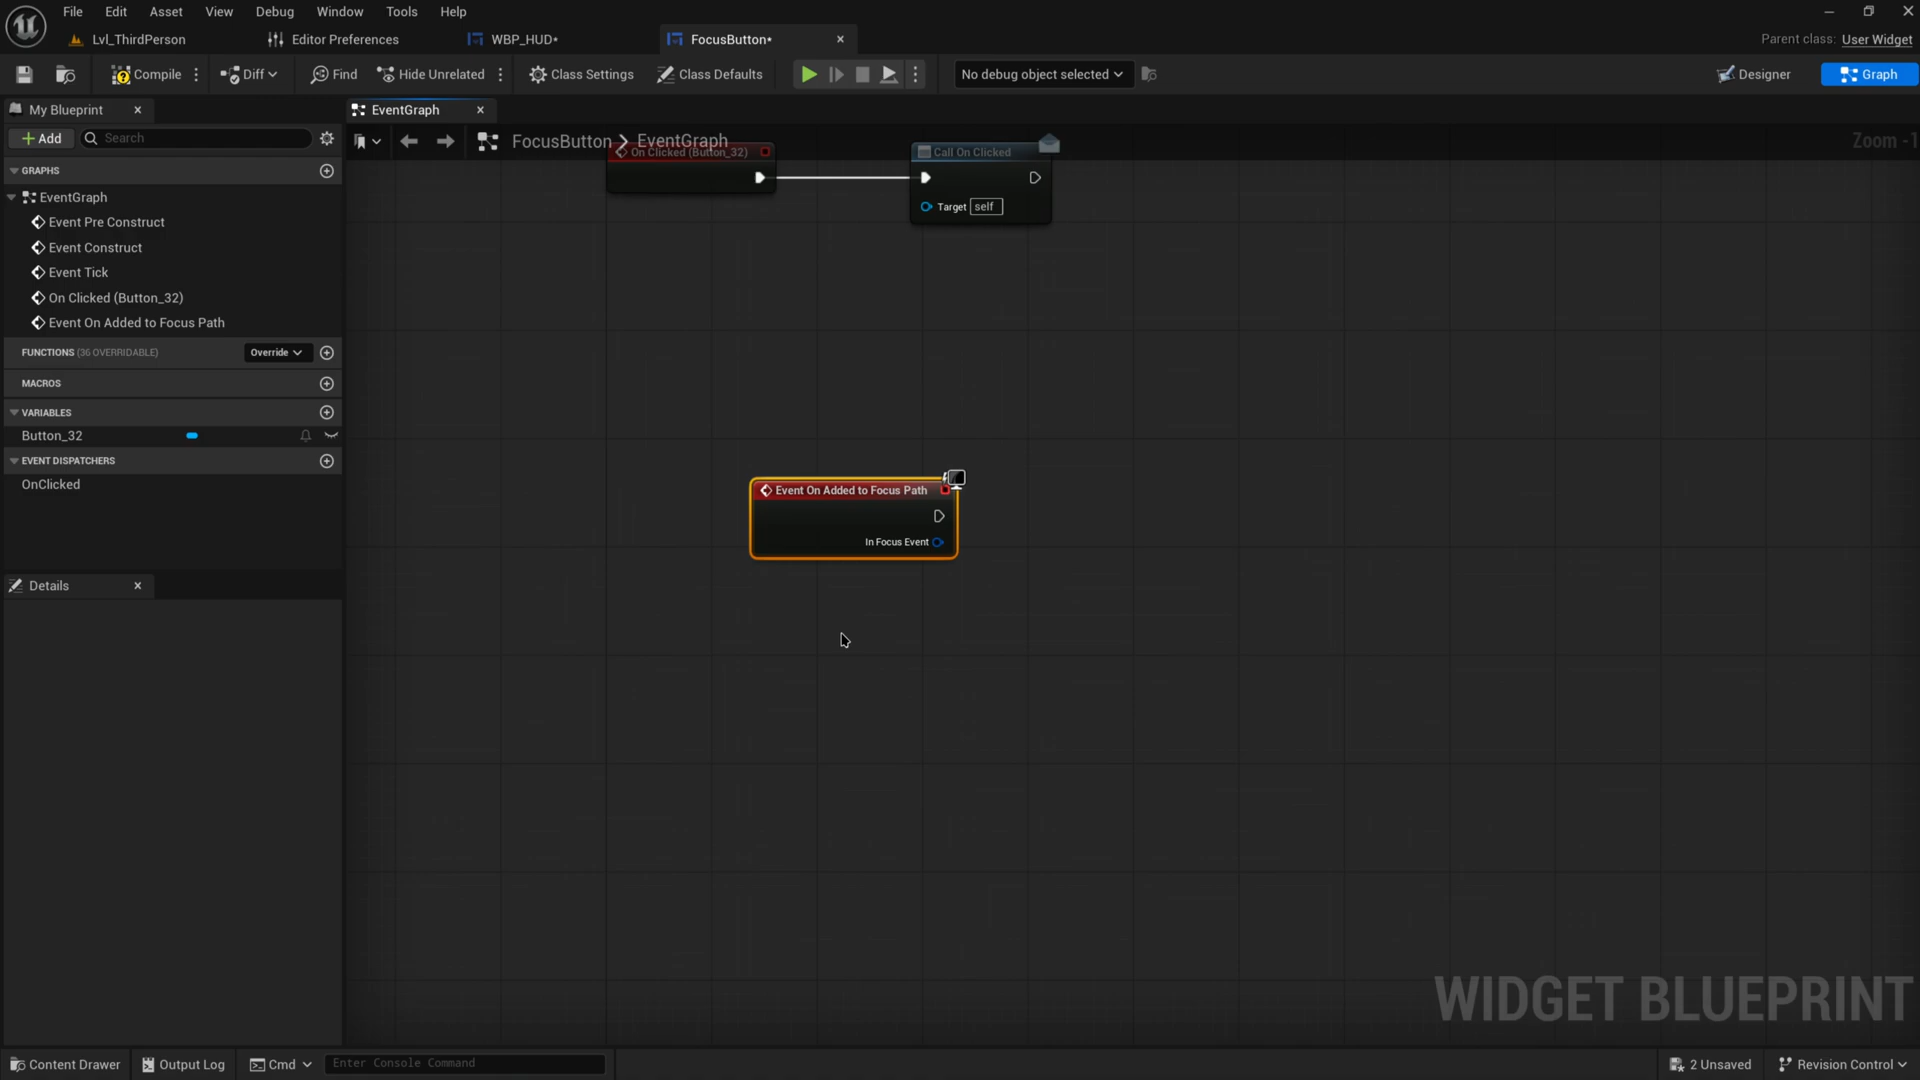 File Edit Asset View Debug Window Tools Help
Lvl_ThirdPerson Editor Preferences WBP_HUD* FocusButton*
Parent class: User Widget
Compile Diff Find Hide Unrelated Class Settings Class Defaults No debug object selected Designer Graph
My Blueprint EventGraph
Add Search
FocusButton > EventGraph Zoom -1
On Clicked (Button_32) Call On Clicked
GRAPHS
EventGraph
Target self
Event Pre Construct
Event Construct
Event Tick
On Clicked (Button_32)
Event On Added to Focus Path
FUNCTIONS (36 OVERRIDABLE) Override
MACROS
VARIABLES
Button_32
EVENT DISPATCHERS
OnClicked
Event On Added to Focus Path
In Focus Event
Details
WIDGET BLUEPRINT
Content Drawer Output Log Cmd Enter Console Command 2 Unsaved Revision Control